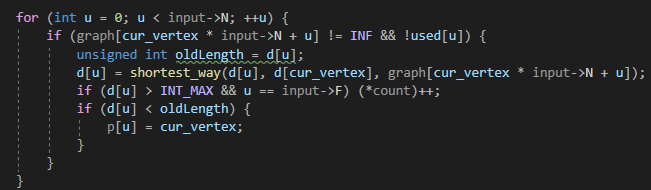 for (int u = 0; u < input->N; ++u) {
    if (graph[cur_vertex * input->N + u] != INF && !used[u]) {
        unsigned int oldLength = d[u];
        d[u] = shortest_way(d[u], d[cur_vertex], graph[cur_vertex * input->N + u]);
        if (d[u] > INT_MAX && u == input->F) (*count)++;
        if (d[u] < oldLength) {
            p[u] = cur_vertex;
        }
    }
}